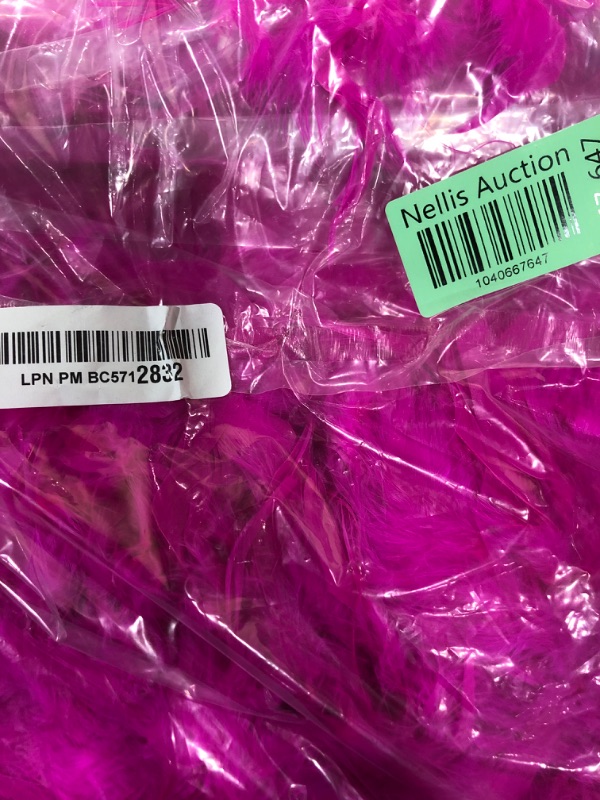 Nellis Auction
1040667647
647
LPN PM BC5712832